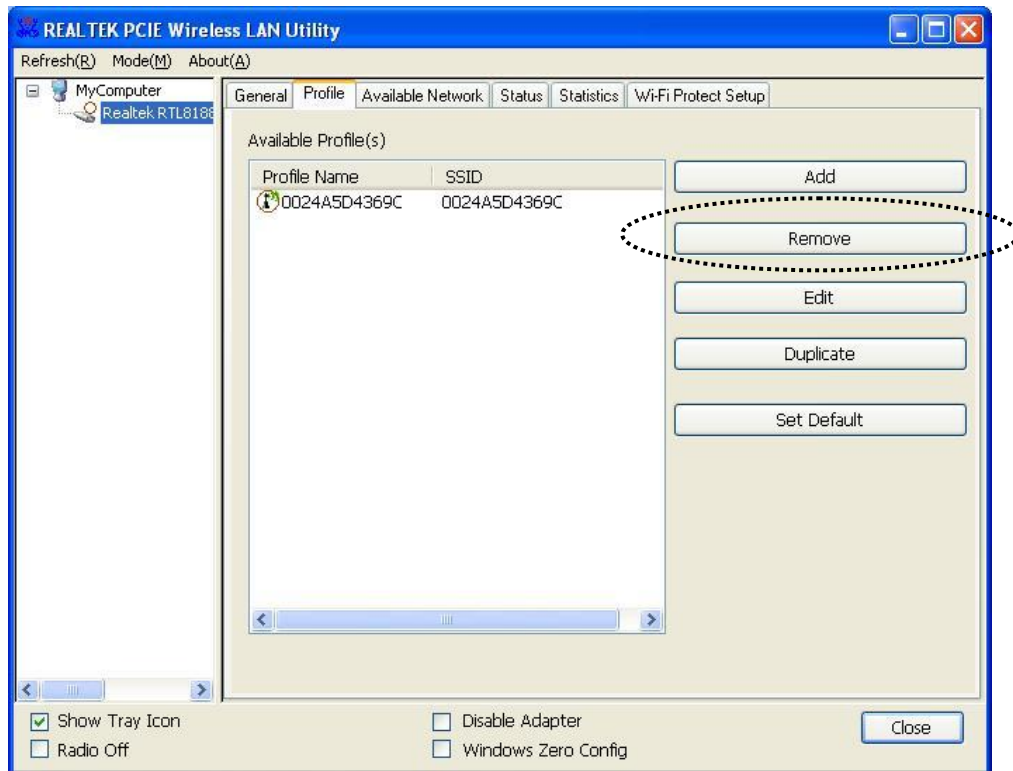 REALTEK PCIE Wireless LAN Utility
Refresh(R) Mode(M) About(A)
MyComputer
Realtek RTL8188
General Profile Available Network Status Statistics Wi-Fi Protect Setup
Available Profile(s)
Profile Name SSID
0024A5D4369C 0024A5D4369C
Add
Remove
Edit
Duplicate
Set Default
Show Tray Icon
Radio Off
Disable Adapter
Windows Zero Config
Close